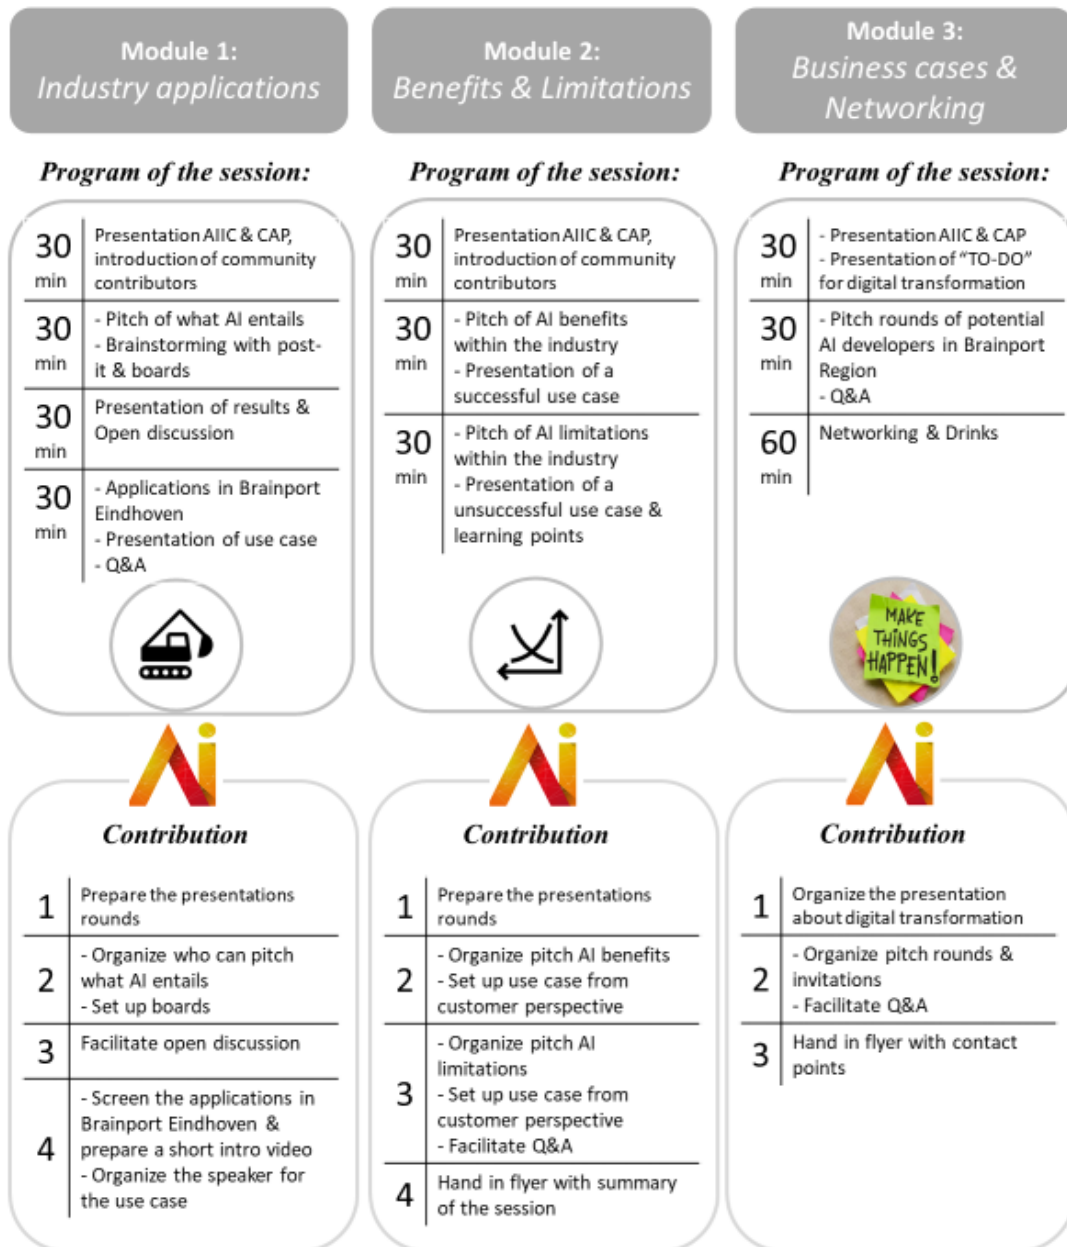 Module 1:
Industry applications
Program of the session:
30
min
Presentation AIIC & CAP,
introduction of community
contributors
30
min
- Pitch of what AI entails
- Brainstorming with post-
it & boards
30
min
Presentation of results &
Open discussion
30
min
- Applications in Brainport
Eindhoven
- Presentation of use case
- Q&A
Ai
Contribution
1
Prepare the presentations
rounds
2
- Organize who can pitch
what AI entails
- Set up boards
3
Facilitate open discussion
4
- Screen the applications in
Brainport Eindhoven &
prepare a short intro video
- Organize the speaker for
the use case
Module 2:
Benefits & Limitations
Program of the session:
30
min
Presentation AIIC & CAP,
introduction of community
contributors
30
min
- Pitch of AI benefits
within the industry
- Presentation of a
successful use case
30
min
- Pitch of AI limitations
within the industry
- Presentation of a
unsuccessful use case &
learning points
Ai
Contribution
1
Prepare the presentations
rounds
2
- Organize pitch AI benefits
- Set up use case from
customer perspective
3
- Organize pitch AI
limitations
- Set up use case from
customer perspective
- Facilitate Q&A
4
Hand in flyer with summary
of the session
Module 3:
Business cases &
Networking
Program of the session:
30
min
- Presentation AIIC & CAP
- Presentation of “TO-DO”
for digital transformation
30
min
- Pitch rounds of potential
AI developers in Brainport
Region
- Q&A
60
min
Networking & Drinks
MAKE
THINGS
HAPPEN!
Ai
Contribution
1
Organize the presentation
about digital transformation
2
- Organize pitch rounds &
invitations
- Facilitate Q&A
3
Hand in flyer with contact
points